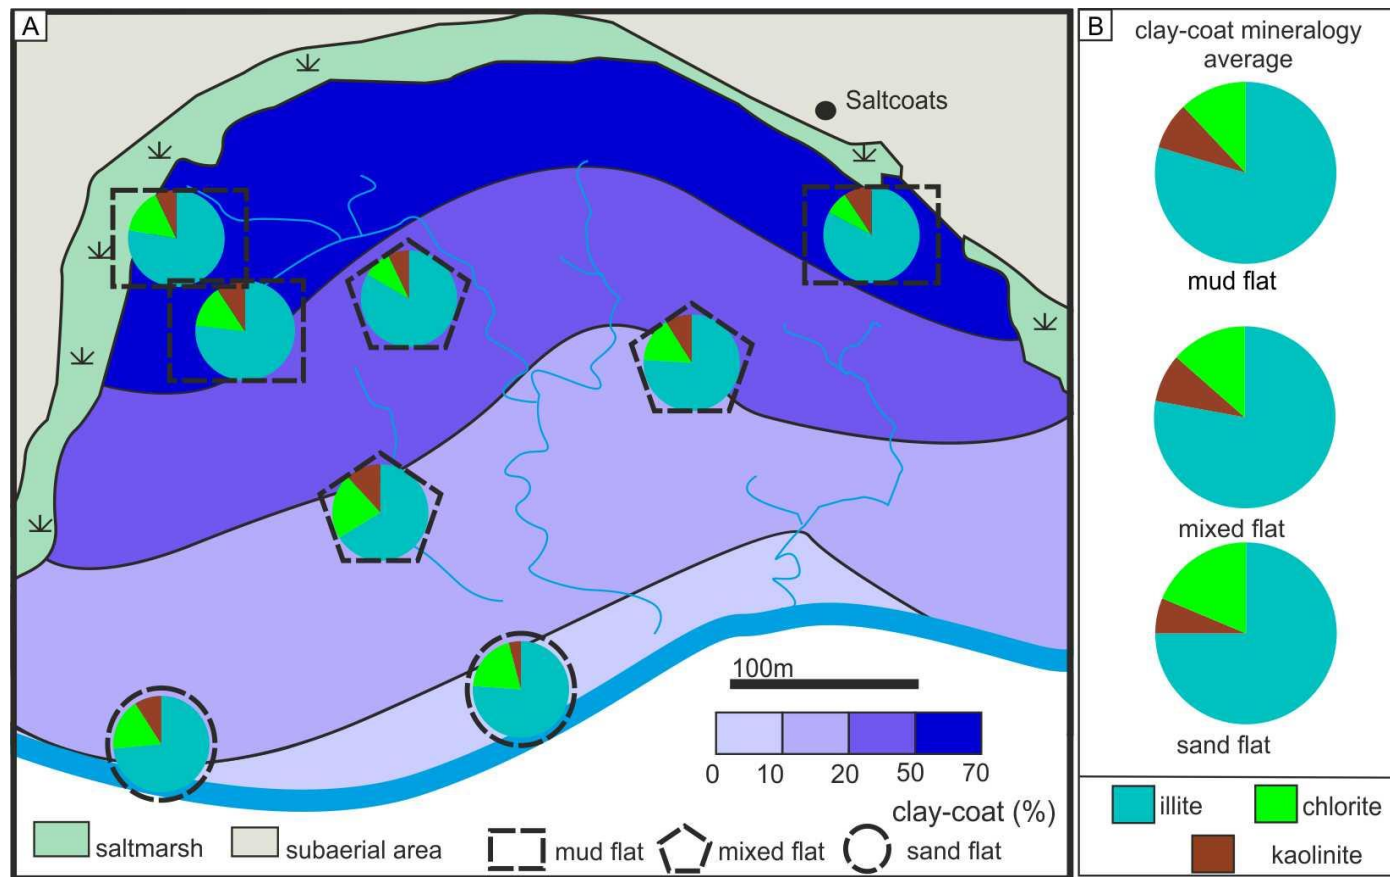 A
Saltcoats
100m
0 10 20 50 70
clay-coat (%)
saltmarsh
subaerial area
mud flat
mixed flat
sand flat
B
clay-coat mineralogy
average
mud flat
mixed flat
sand flat
illite
chlorite
kaolinite